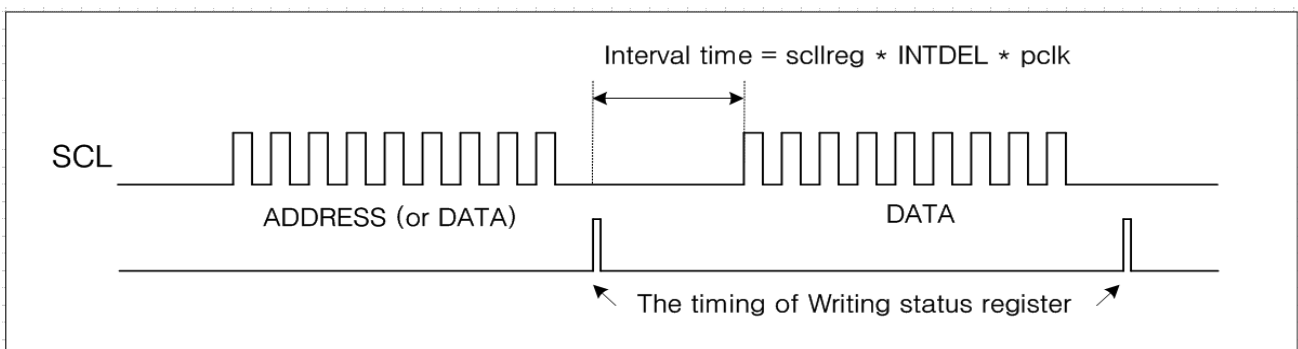 Interval time = scllreg * INTDEL * pclk
SCL
ADDRESS (or DATA)
DATA
The timing of Writing status register